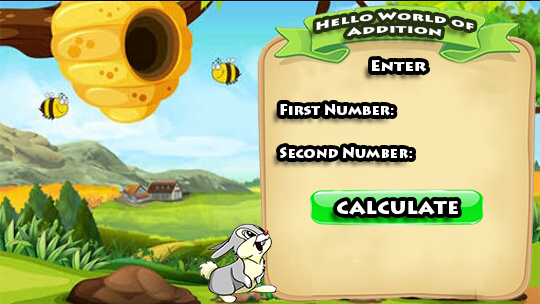 Hello World of
Addition
Enter
First Number:
Second Number:
CALCULATE